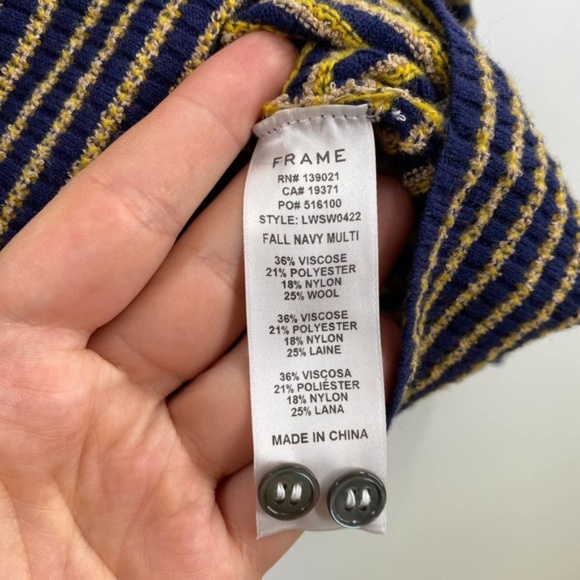 FRAME
RN# 139021
CA# 19371
PO# 516100
STYLE: LWSW0422
FALL NAVY MULTI
36% VISCOSE
21% POLYESTER
18% NYLON
25% WOOL
36% VISCOSE
21% POLYESTER
18% NYLON
25% LAINE
36% VISCOSA
21% POLIÉSTER
18% NYLON
25% LANA
MADE IN CHINA